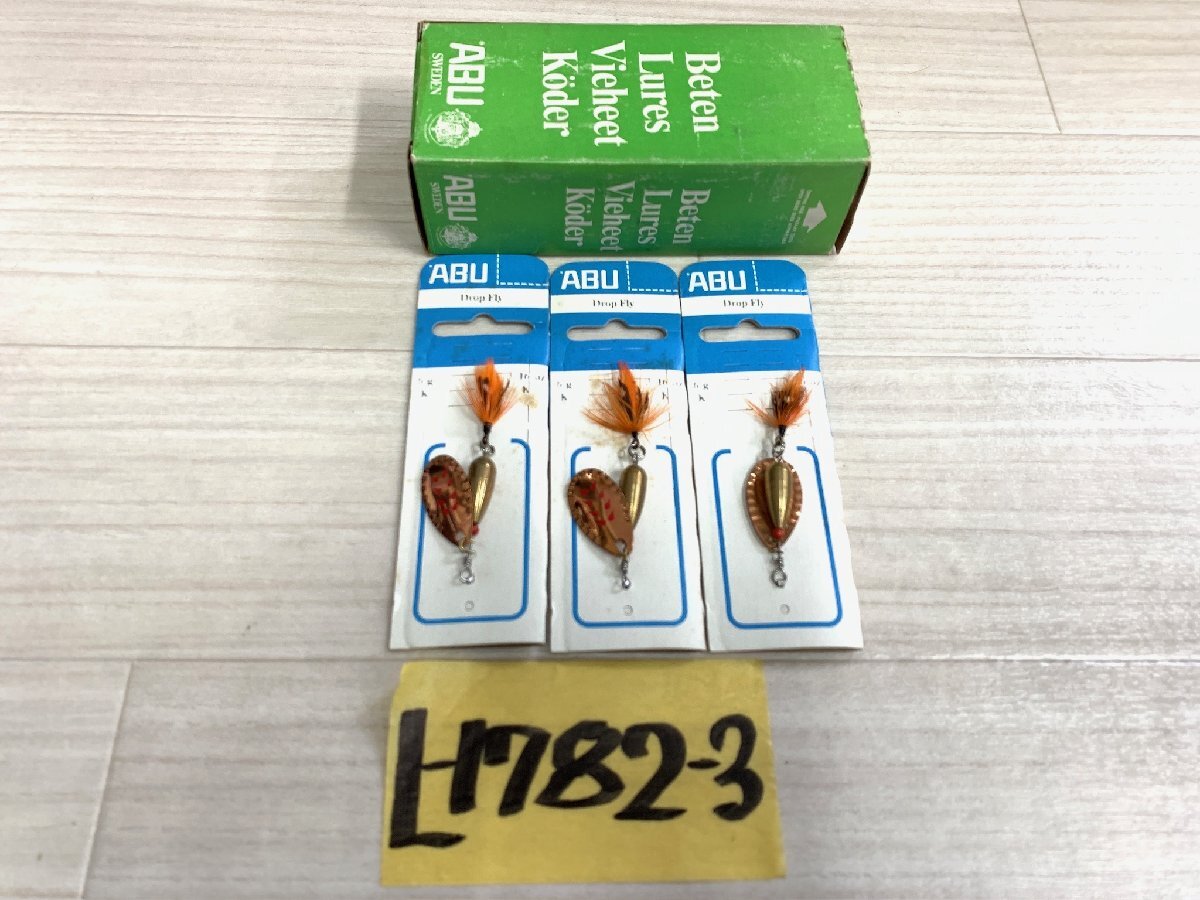 Beten
Lures
Vieheet
Köder
ABU
SWEDEN
Beten
Lures
Vieheet
Köder
ABU
SWEDEN
ABU
Drop Fly
ABU
Drop Fly
ABU
Drop Fly
L-1782-3